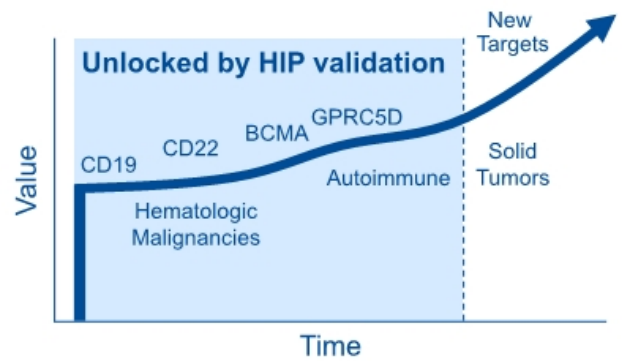 New
Targets
Unlocked by HIP validation
GPRC5D
BCMA
CD22
CD19
Solid
Tumors
Autoimmune
Hematologic
Malignancies
Value
Time